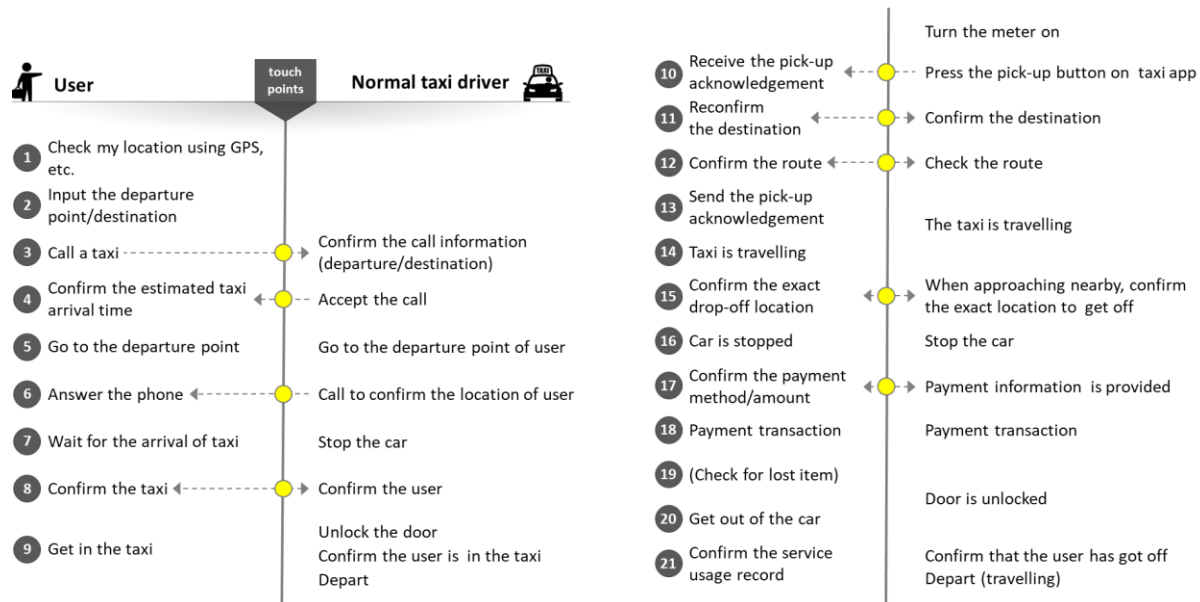 User
touch
points
Normal taxi driver
TAXI
1 Check my location using GPS,
etc.
2 Input the departure
point/destination
3 Call a taxi
Confirm the call information
(departure/destination)
4 Confirm the estimated taxi
arrival time
Accept the call
5 Go to the departure point
Go to the departure point of user
6 Answer the phone
Call to confirm the location of user
7 Wait for the arrival of taxi
Stop the car
8 Confirm the taxi
Confirm the user
9 Get in the taxi
Unlock the door
Confirm the user is in the taxi
Depart
Turn the meter on
10 Receive the pick-up
acknowledgement
Press the pick-up button on taxi app
11 Reconfirm
the destination
Confirm the destination
12 Confirm the route
Check the route
13 Send the pick-up
acknowledgement
The taxi is travelling
14 Taxi is travelling
15 Confirm the exact
drop-off location
When approaching nearby, confirm
the exact location to get off
16 Car is stopped
Stop the car
17 Confirm the payment
method/amount
Payment information is provided
18 Payment transaction
Payment transaction
19 (Check for lost item)
Door is unlocked
20 Get out of the car
21 Confirm the service
usage record
Confirm that the user has got off
Depart (travelling)